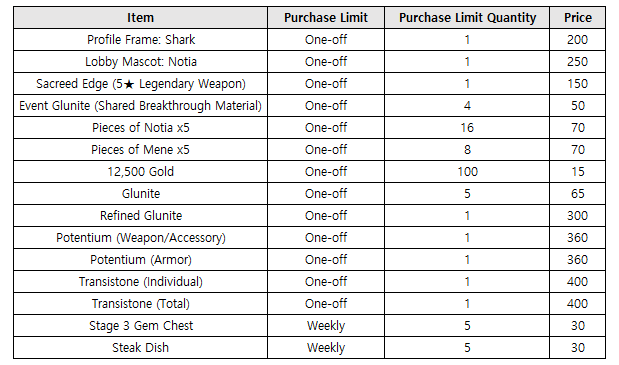 Item Purchase Limit Purchase Limit Quantity Price
Profile Frame: Shark One-off 1 200
Lobby Mascot: Notia One-off 1 250
Sacreed Edge (5★ Legendary Weapon) One-off 1 150
Event Glunite (Shared Breakthrough Material) One-off 4 50
Pieces of Notia x5 One-off 16 70
Pieces of Mene x5 One-off 8 70
12,500 Gold One-off 100 15
Glunite One-off 5 65
Refined Glunite One-off 1 300
Potentium (Weapon/Accessory) One-off 1 360
Potentium (Armor) One-off 1 360
Transistone (Individual) One-off 1 400
Transistone (Total) One-off 1 400
Stage 3 Gem Chest Weekly 5 30
Steak Dish Weekly 5 30